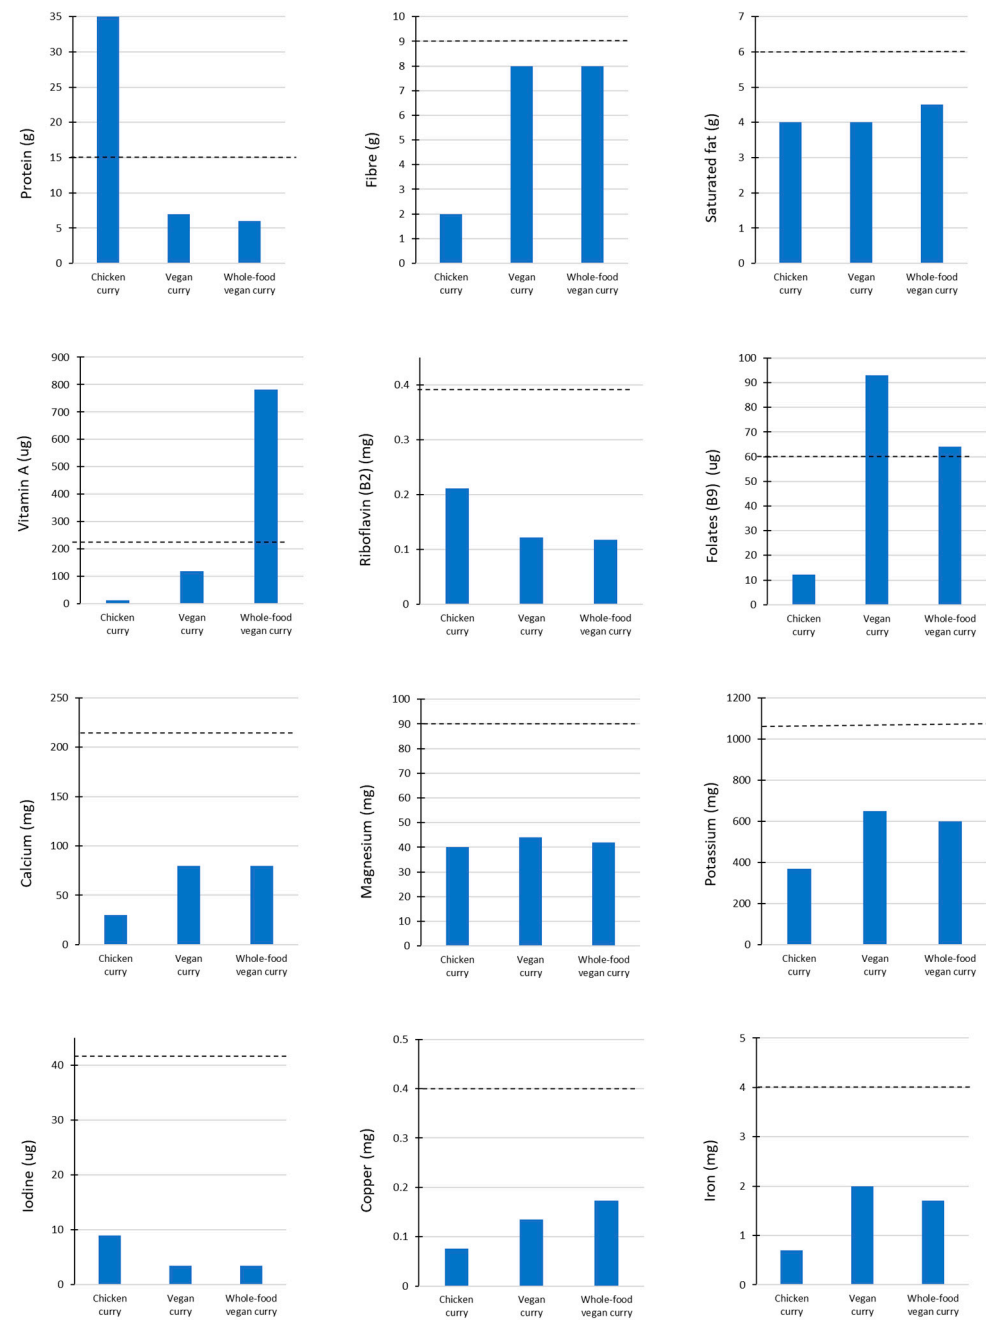 Protein (g)
35
30
25
20
15
10
5
0
Chicken
curry
Vegan
curry
Whole-food
vegan curry
Fibre (g)
10
9
8
7
6
5
4
3
2
1
0
Chicken
curry
Vegan
curry
Whole-food
vegan curry
Saturated fat (g)
7
6
5
4
3
2
1
0
Chicken
curry
Vegan
curry
Whole-food
vegan curry
Vitamin A (ug)
900
800
700
600
500
400
300
200
100
0
Chicken
curry
Vegan
curry
Whole-food
vegan curry
Riboflavin (B2) (mg)
0.4
0.3
0.2
0.1
0
Chicken
curry
Vegan
curry
Whole-food
vegan curry
Folates (B9) (ug)
100
90
80
70
60
50
40
30
20
10
0
Chicken
curry
Vegan
curry
Whole-food
vegan curry
Calcium (mg)
250
200
150
100
50
0
Chicken
curry
Vegan
curry
Whole-food
vegan curry
Magnesium (mg)
100
90
80
70
60
50
40
30
20
10
0
Chicken
curry
Vegan
curry
Whole-food
vegan curry
Potassium (mg)
1200
1000
800
600
400
200
0
Chicken
curry
Vegan
curry
Whole-food
vegan curry
Iodine (ug)
40
30
20
10
0
Chicken
curry
Vegan
curry
Whole-food
vegan curry
Copper (mg)
0.5
0.4
0.3
0.2
0.1
0
Chicken
curry
Vegan
curry
Whole-food
vegan curry
Iron (mg)
5
4
3
2
1
0
Chicken
curry
Vegan
curry
Whole-food
vegan curry